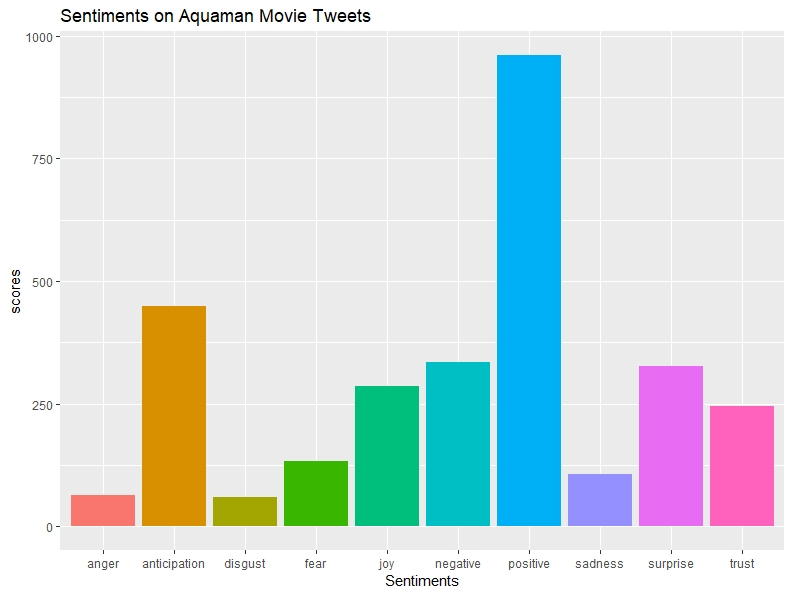 Sentiments on Aquaman Movie Tweets
1000
750
500
250
0
scores
anger anticipation disgust fear joy negative positive sadness surprise trust
Sentiments